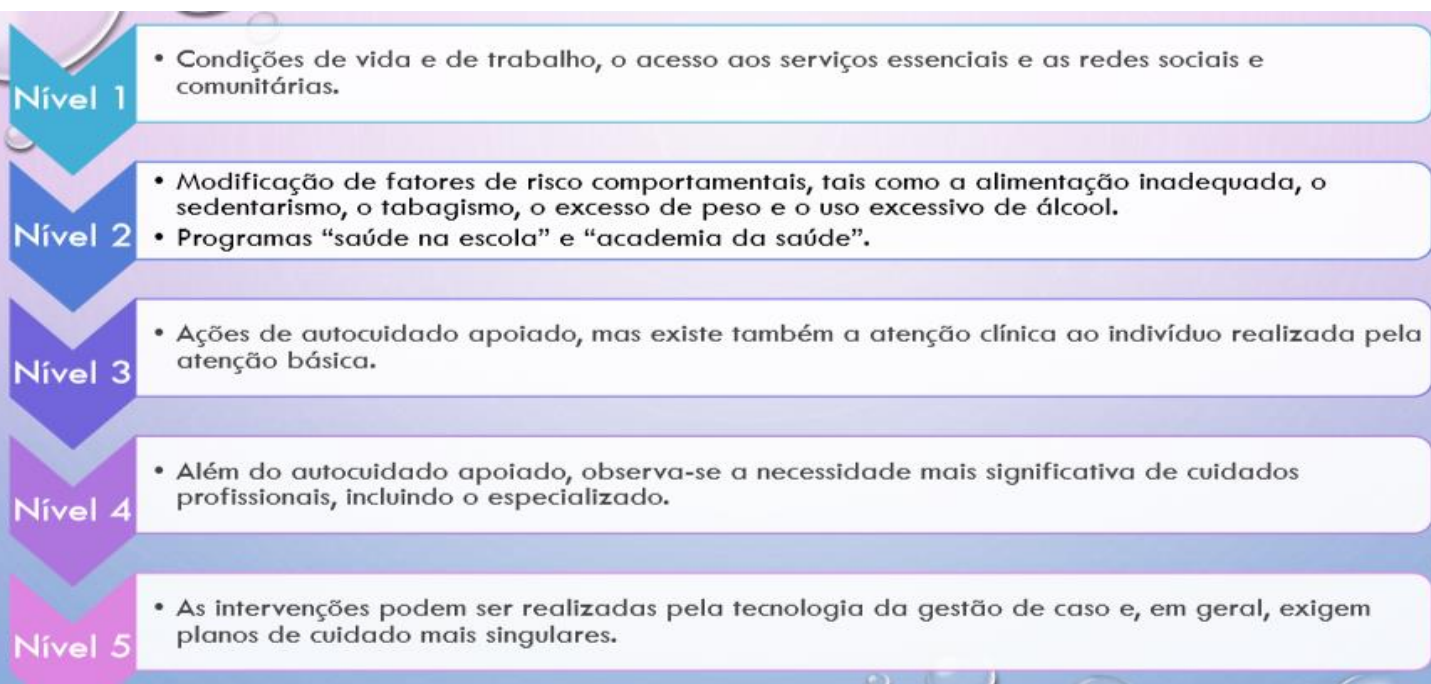 Nível 1
• Condições de vida e de trabalho, o acesso aos serviços essenciais e as redes sociais e
comunitárias.
Nível 2
• Modificação de fatores de risco comportamentais, tais como a alimentação inadequada, o
sedentarismo, o tabagismo, o excesso de peso e o uso excessivo de álcool.
• Programas “saúde na escola” e “academia da saúde”.
Nível 3
• Ações de autocuidado apoiado, mas existe também a atenção clínica ao indivíduo realizada pela
atenção básica.
Nível 4
• Além do autocuidado apoiado, observa-se a necessidade mais significativa de cuidados
profissionais, incluindo o especializado.
Nível 5
• As intervenções podem ser realizadas pela tecnologia da gestão de caso e, em geral, exigem
planos de cuidado mais singulares.